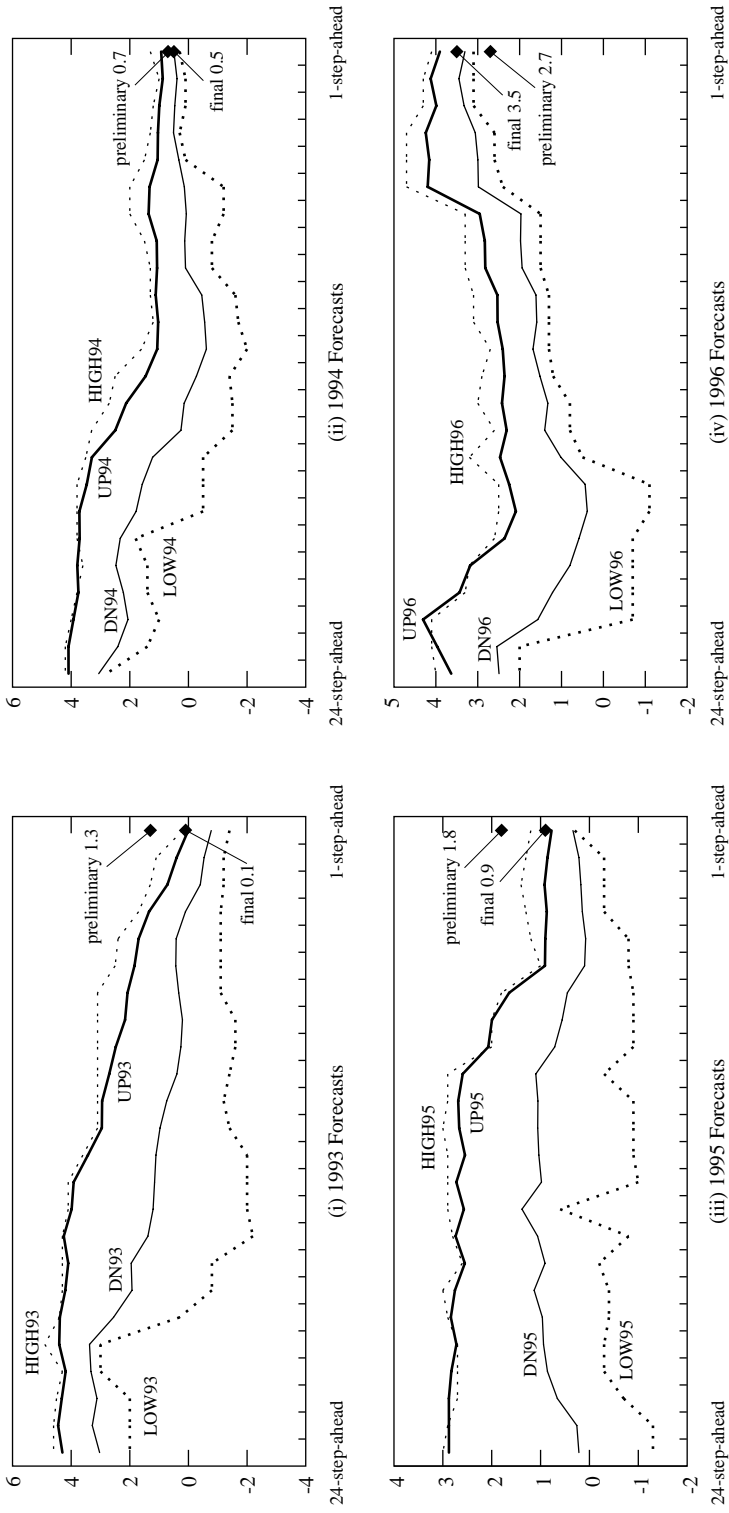 6
4
2
0
-2
-4
HIGH93
UP93
DN93
LOW93
preliminary 1.3
final 0.1
24-step-ahead
1-step-ahead
(i) 1993 Forecasts
6
4
2
0
-2
-4
HIGH94
UP94
DN94
LOW94
preliminary 0.7
final 0.5
24-step-ahead
1-step-ahead
(ii) 1994 Forecasts
4
3
2
1
0
-1
-2
HIGH95
UP95
DN95
LOW95
preliminary 1.8
final 0.9
24-step-ahead
1-step-ahead
(iii) 1995 Forecasts
5
4
3
2
1
0
-1
-2
UP96
HIGH96
DN96
LOW96
final 3.5
preliminary 2.7
24-step-ahead
1-step-ahead
(iv) 1996 Forecasts